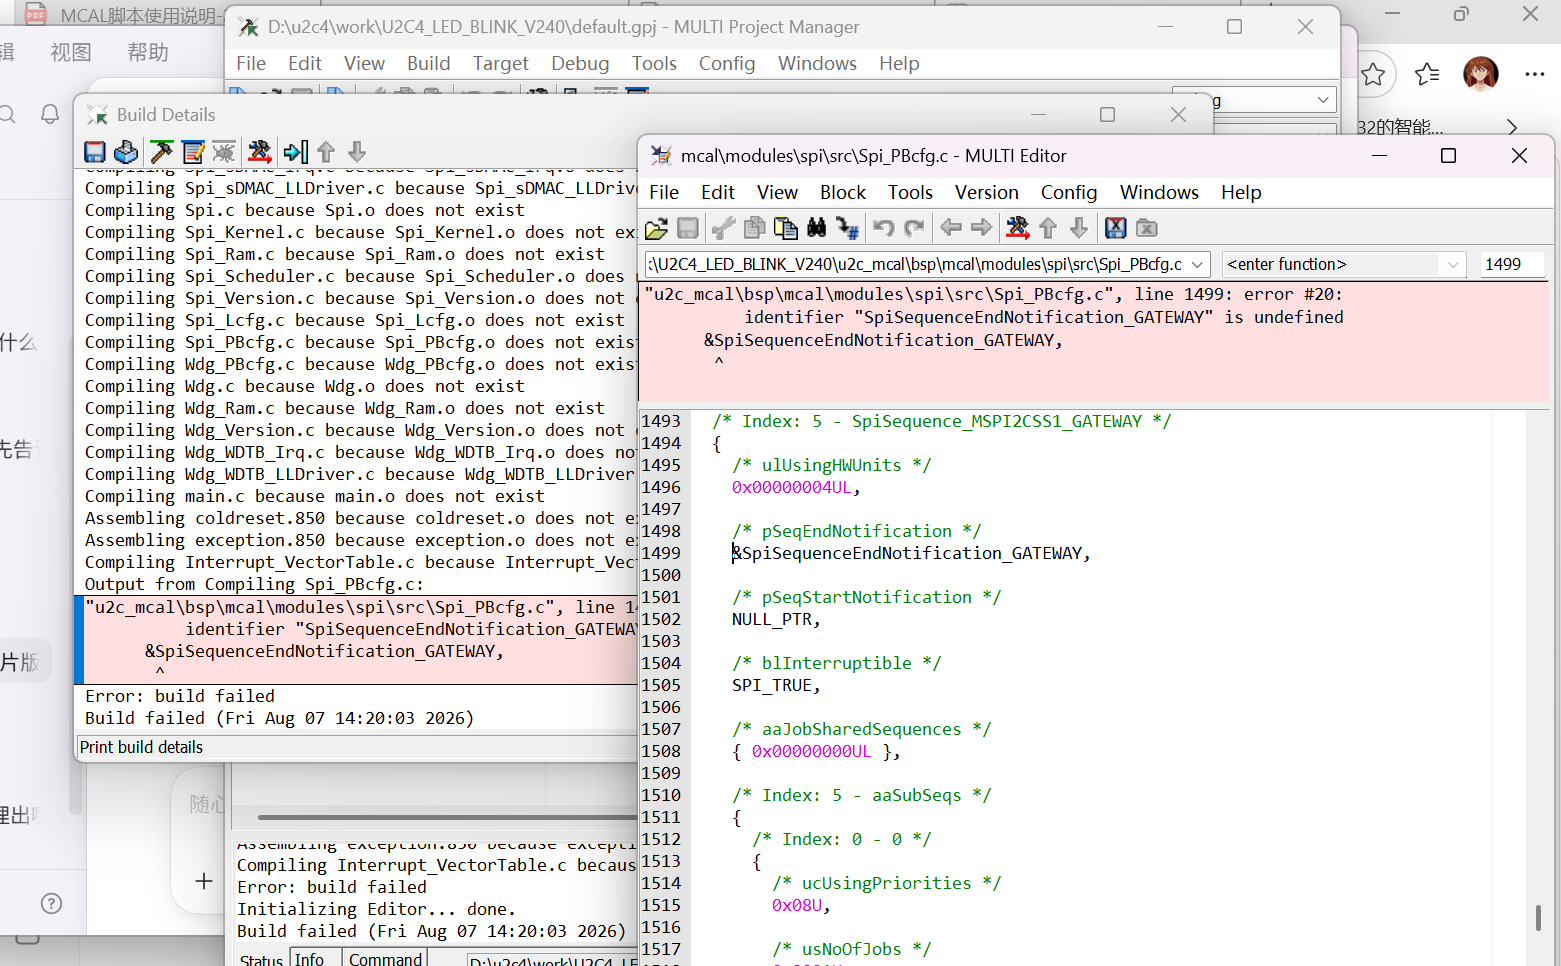 MCAL脚本使用说明-
辑 视图 帮助
D:\u2c4\work\U2C4_LED_BLINK_V240\default.gpj - MULTI Project Manager
File Edit View Build Target Debug Tools Config Windows Help
32的智能...
什么
先告
片版
理出
随心
Build Details
Compiling Spi_sDMAC_LLDriver.c because Spi_sDMAC_LLDrive
Compiling Spi.c because Spi.o does not exist
Compiling Spi_Kernel.c because Spi_Kernel.o does not ex
Compiling Spi_Ram.c because Spi_Ram.o does not exist
Compiling Spi_Scheduler.c because Spi_Scheduler.o does
Compiling Spi_Version.c because Spi_Version.o does not
Compiling Spi_Lcfg.c because Spi_Lcfg.o does not exist
Compiling Spi_PBcfg.c because Spi_PBcfg.o does not exis
Compiling Wdg_PBcfg.c because Wdg_PBcfg.o does not exis
Compiling Wdg.c because Wdg.o does not exist
Compiling Wdg_Ram.c because Wdg_Ram.o does not exist
Compiling Wdg_Version.c because Wdg_Version.o does not
Compiling Wdg_WDTB_Irq.c because Wdg_WDTB_Irq.o does no
Compiling Wdg_WDTB_LLDriver.c because Wdg_WDTB_LLDriver
Compiling main.c because main.o does not exist
Assembling coldreset.850 because coldreset.o does not e
Assembling exception.850 because exception.o does not e
Compiling Interrupt_VectorTable.c because Interrupt_Vec
Output from Compiling Spi_PBcfg.c:
"u2c_mcal\bsp\mcal\modules\spi\src\Spi_PBcfg.c", line 1
identifier "SpiSequenceEndNotification_GATEWA
&SpiSequenceEndNotification_GATEWAY,
^
Error: build failed
Build failed (Fri Aug 07 14:20:03 2026)
Print build details
Assembling exception.850 because excepti
Compiling Interrupt_VectorTable.c becaus
Error: build failed
Initializing Editor... done.
Build failed (Fri Aug 07 14:20:03 2026)
Status Info Command D:\u2c4\work\U2C4_LE
mcal\modules\spi\src\Spi_PBcfg.c - MULTI Editor
File Edit View Block Tools Version Config Windows Help
:\U2C4_LED_BLINK_V240\u2c_mcal\bsp\mcal\modules\spi\src\Spi_PBcfg.c <enter function> 1499
"u2c_mcal\bsp\mcal\modules\spi\src\Spi_PBcfg.c", line 1499: error #20:
identifier "SpiSequenceEndNotification_GATEWAY" is undefined
&SpiSequenceEndNotification_GATEWAY,
^
1493 /* Index: 5 - SpiSequence_MSPI2CSS1_GATEWAY */
1494 {
1495 /* ulUsingHWUnits */
1496 0x00000004UL,
1497
1498 /* pSeqEndNotification */
1499 &SpiSequenceEndNotification_GATEWAY,
1500
1501 /* pSeqStartNotification */
1502 NULL_PTR,
1503
1504 /* blInterruptible */
1505 SPI_TRUE,
1506
1507 /* aaJobSharedSequences */
1508 { 0x00000000UL },
1509
1510 /* Index: 5 - aaSubSeqs */
1511 {
1512 /* Index: 0 - 0 */
1513 {
1514 /* ucUsingPriorities */
1515 0x08U,
1516
1517 /* usNoOfJobs */